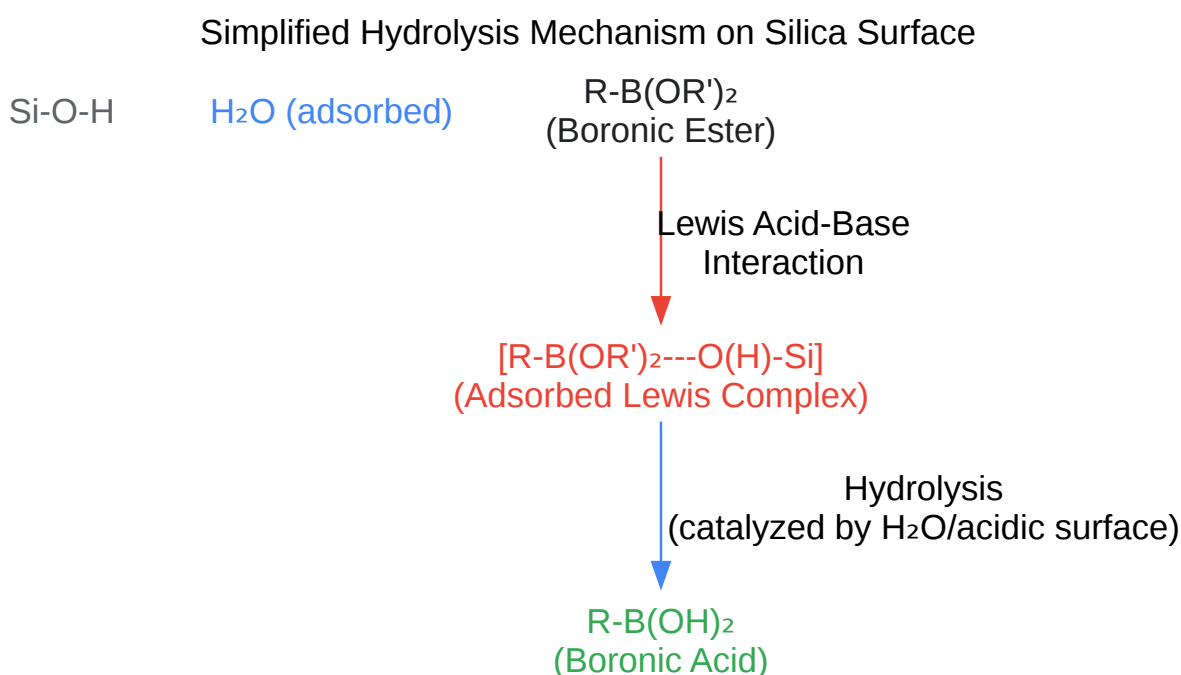 Simplified Hydrolysis Mechanism on Silica Surface
Si-O-H
H₂O (adsorbed)
R-B(OR')₂
(Boronic Ester)
Lewis Acid-Base
Interaction
[R-B(OR')₂---O(H)-Si]
(Adsorbed Lewis Complex)
Hydrolysis
(catalyzed by H₂O/acidic surface)
R-B(OH)₂
(Boronic Acid)